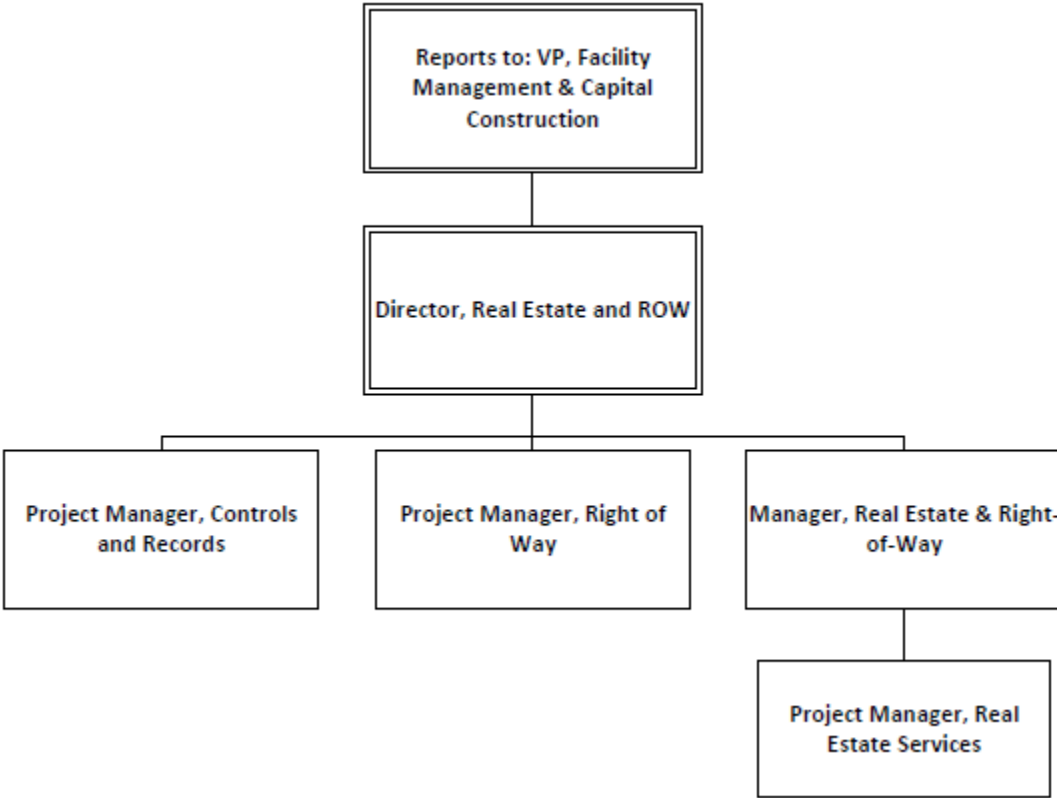 Reports to: VP, Facility
Management & Capital
Construction
Director, Real Estate and ROW
Project Manager, Controls
and Records
Project Manager, Right of
Way
Manager, Real Estate & Right-
of-Way
Project Manager, Real
Estate Services